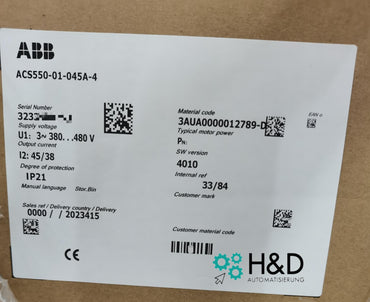 ABB
ACS550-01-045A-4
Serial Number
Supply voltage
U1: 3~ 380...480 V
Output current
I2: 45/38
Degree of protection
IP21
Manual language Stor.Bin
Sales ref / Delivery country / Delivery
0000 / / 2023415
Material code
3AUA0000012789-D
Typical motor power
PN:
SW version
4010
Internal ref
33/84
Customer mark
Customer material code
EAN
CE
H&D
AUTOMATISIERUNG